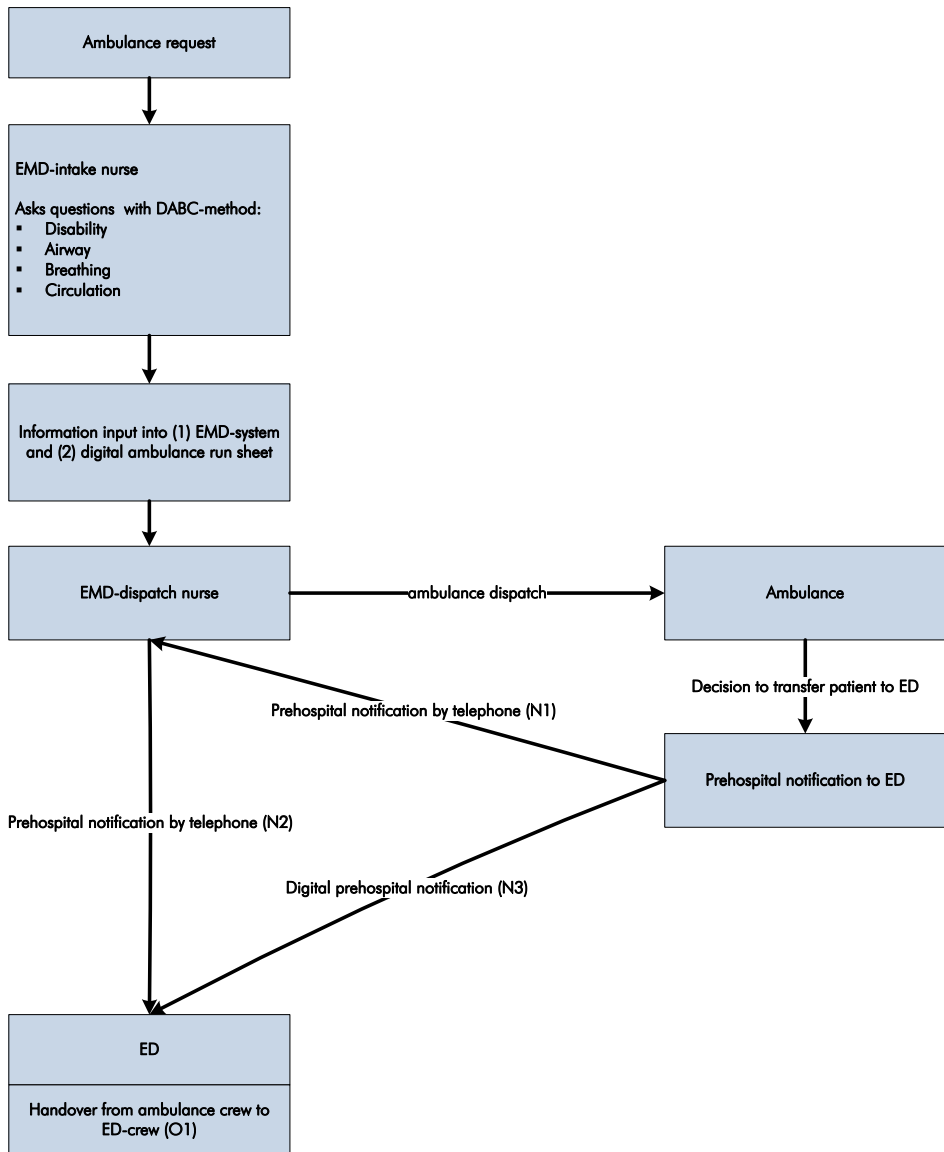 Ambulance request
EMD-intake nurse
Asks questions with DABC-method:
▪ Disability
▪ Airway
▪ Breathing
▪ Circulation
Information input into (1) EMD-system
and (2) digital ambulance run sheet
EMD-dispatch nurse
ambulance dispatch
Ambulance
Decision to transfer patient to ED
Prehospital notification by telephone (N1)
Prehospital notification to ED
Prehospital notification by telephone (N2)
Digital prehospital notification (N3)
ED
Handover from ambulance crew to
ED-crew (O1)